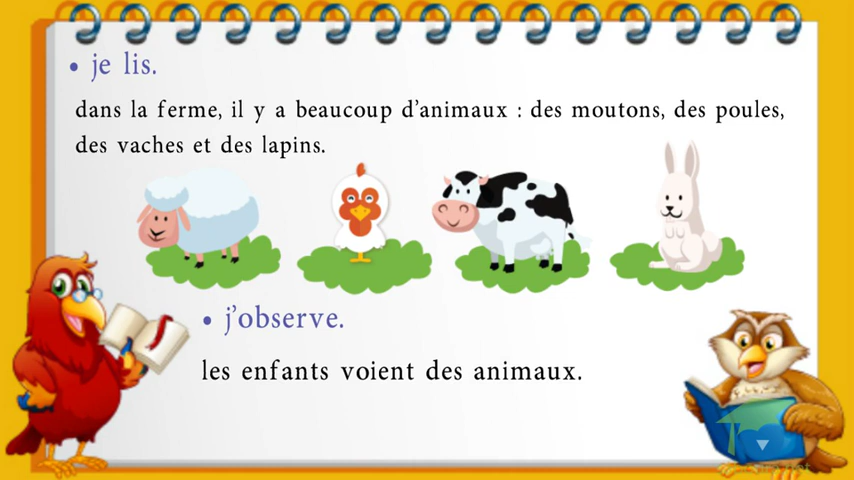 • je lis.
dans la ferme, il y a beaucoup d'animaux : des moutons, des poules,
des vaches et des lapins.
• j'observe.
les enfants voient des animaux.